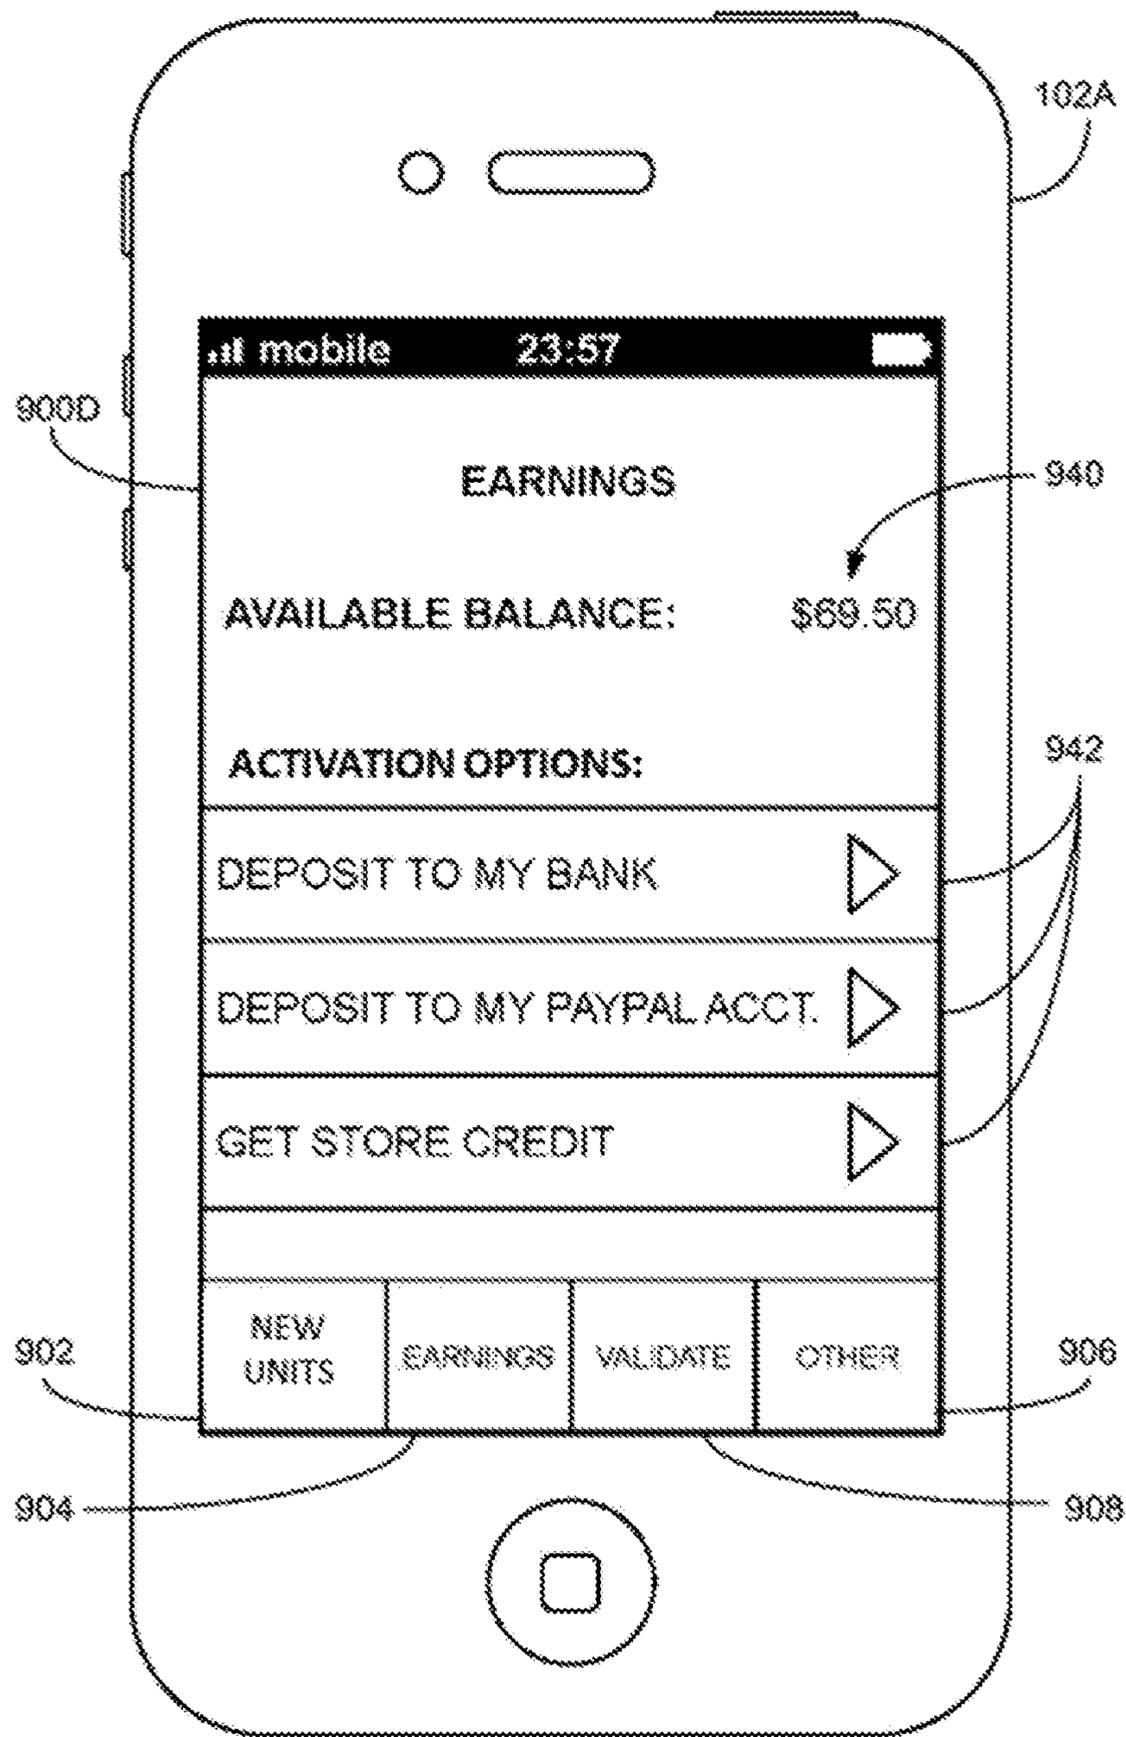 102A
mobile 23:57
900D
EARNINGS
940
AVAILABLE BALANCE: $69.50
942
ACTIVATION OPTIONS:
DEPOSIT TO MY BANK
DEPOSIT TO MY PAYPAL ACCT.
GET STORE CREDIT
NEW
UNITS
EARNINGS
VALIDATE
OTHER
902
906
904
908